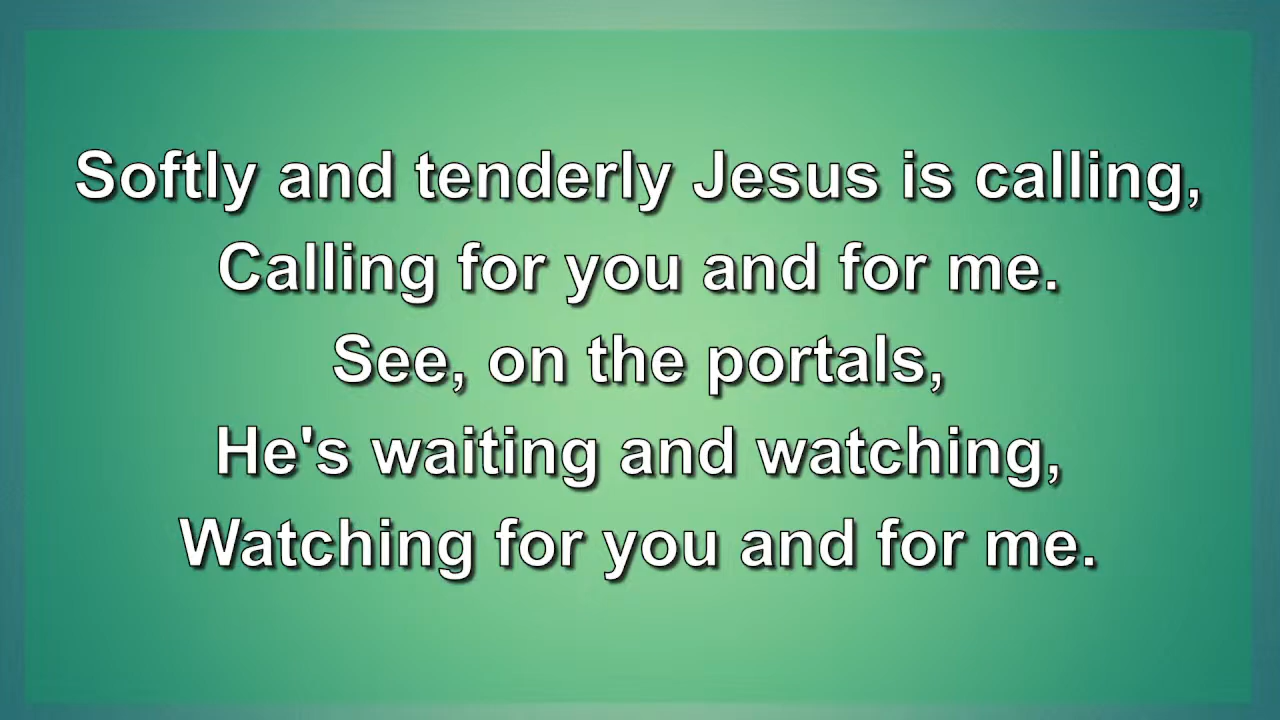 Softly and tenderly Jesus is calling,
Calling for you and for me.
See, on the portals,
He's waiting and watching,
Watching for you and for me.